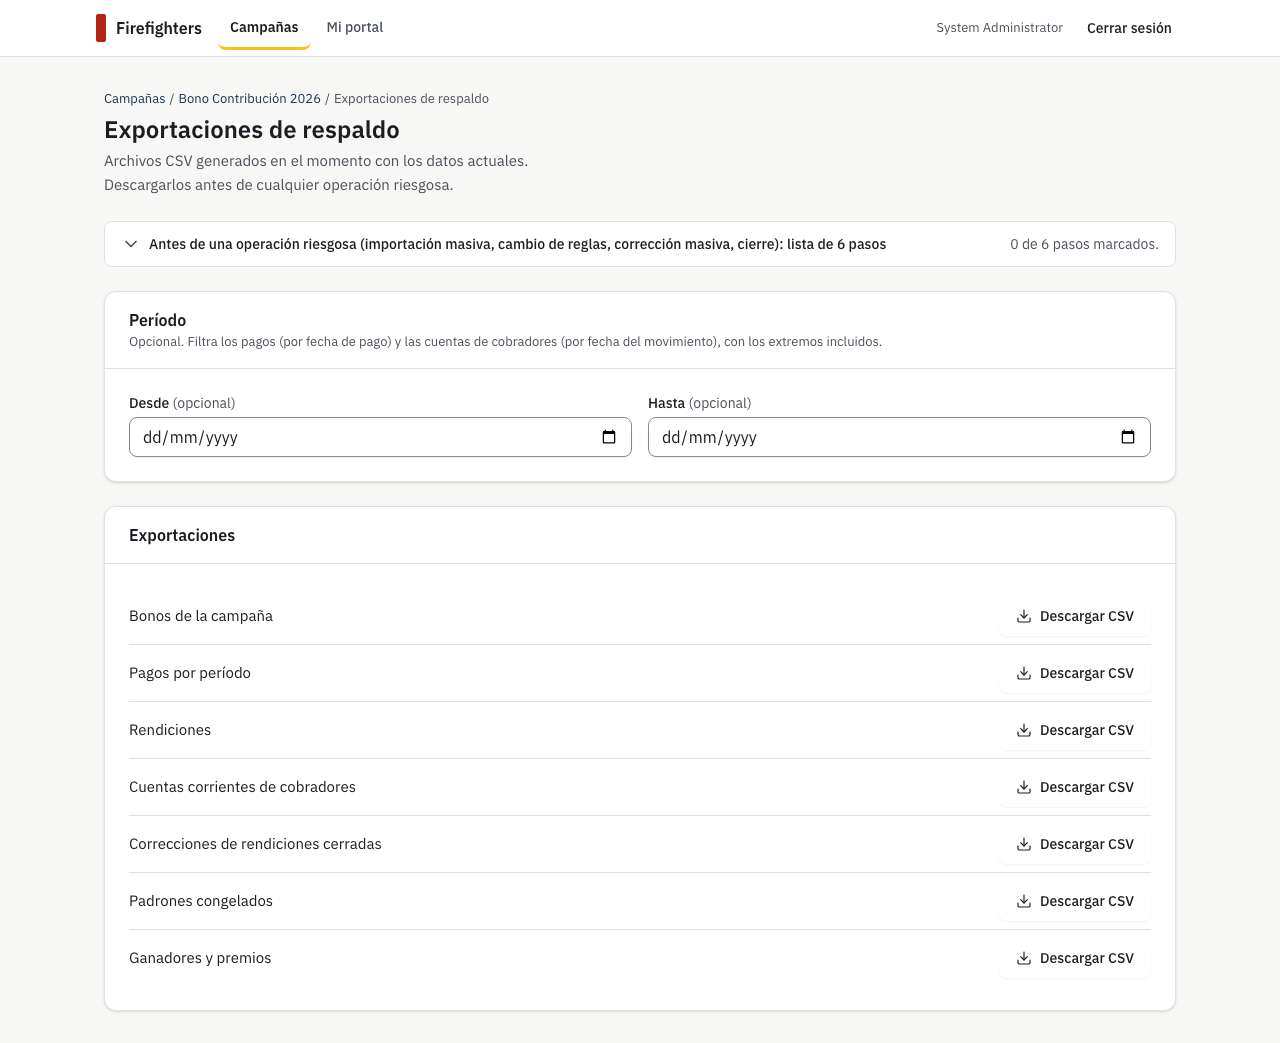 Firefighters
Campañas
Mi portal
System Administrator
Cerrar sesión
Campañas / Bono Contribución 2026 / Exportaciones de respaldo
Exportaciones de respaldo
Archivos CSV generados en el momento con los datos actuales.
Descargarlos antes de cualquier operación riesgosa.
Antes de una operación riesgosa (importación masiva, cambio de reglas, corrección masiva, cierre): lista de 6 pasos
0 de 6 pasos marcados.
Período
Opcional. Filtra los pagos (por fecha de pago) y las cuentas de cobradores (por fecha del movimiento), con los extremos incluidos.
Desde (opcional)
Hasta (opcional)
dd/mm/yyyy
dd/mm/yyyy
Exportaciones
Bonos de la campaña
Descargar CSV
Pagos por período
Descargar CSV
Rendiciones
Descargar CSV
Cuentas corrientes de cobradores
Descargar CSV
Correcciones de rendiciones cerradas
Descargar CSV
Padrones congelados
Descargar CSV
Ganadores y premios
Descargar CSV